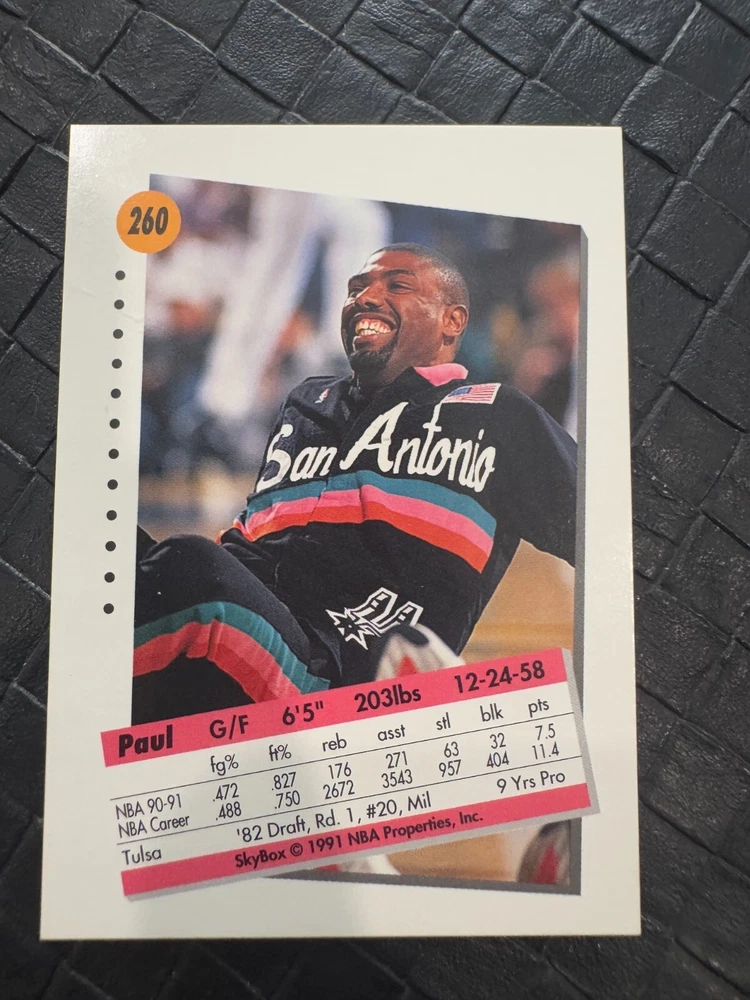 260
San Antonio
Paul G/F 6'5" 203lbs 12-24-58
fg% ft% reb asst stl blk pts
NBA 90-91 .472 .827 176 271 63 32 7.5
NBA Career .488 .750 2672 3543 957 404 11.4
Tulsa '82 Draft, Rd. 1, #20, Mil 9 Yrs Pro
SkyBox © 1991 NBA Properties, Inc.